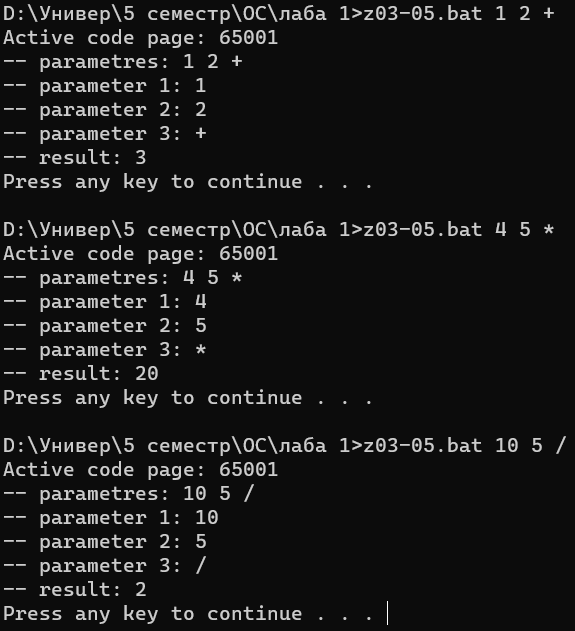 D:\Универ\5 семестр\ОС\лаба 1>z03-05.bat 1 2 +
Active code page: 65001
-- parametres: 1 2 +
-- parameter 1: 1
-- parameter 2: 2
-- parameter 3: +
-- result: 3
Press any key to continue . . .
D:\Универ\5 семестр\ОС\лаба 1>z03-05.bat 4 5 *
Active code page: 65001
-- parametres: 4 5 *
-- parameter 1: 4
-- parameter 2: 5
-- parameter 3: *
-- result: 20
Press any key to continue . . .
D:\Универ\5 семестр\ОС\лаба 1>z03-05.bat 10 5 /
Active code page: 65001
-- parametres: 10 5 /
-- parameter 1: 10
-- parameter 2: 5
-- parameter 3: /
-- result: 2
Press any key to continue . . .